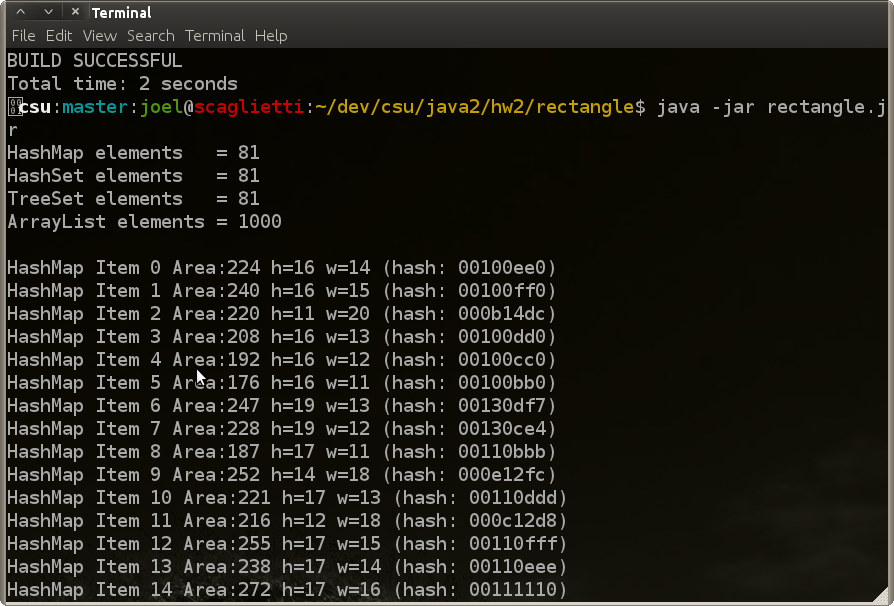 Terminal
File Edit View Search Terminal Help
BUILD SUCCESSFUL
Total time: 2 seconds
csu:master:joel@scaglietti:~/dev/csu/java2/hw2/rectangle$ java -jar rectangle.j
r
HashMap elements   = 81
HashSet elements   = 81
TreeSet elements   = 81
ArrayList elements = 1000
HashMap Item 0 Area:224 h=16 w=14 (hash: 00100ee0)
HashMap Item 1 Area:240 h=16 w=15 (hash: 00100ff0)
HashMap Item 2 Area:220 h=11 w=20 (hash: 000b14dc)
HashMap Item 3 Area:208 h=16 w=13 (hash: 00100dd0)
HashMap Item 4 Area:192 h=16 w=12 (hash: 00100cc0)
HashMap Item 5 Area:176 h=16 w=11 (hash: 00100bb0)
HashMap Item 6 Area:247 h=19 w=13 (hash: 00130df7)
HashMap Item 7 Area:228 h=19 w=12 (hash: 00130ce4)
HashMap Item 8 Area:187 h=17 w=11 (hash: 00110bbb)
HashMap Item 9 Area:252 h=14 w=18 (hash: 000e12fc)
HashMap Item 10 Area:221 h=17 w=13 (hash: 00110ddd)
HashMap Item 11 Area:216 h=12 w=18 (hash: 000c12d8)
HashMap Item 12 Area:255 h=17 w=15 (hash: 00110fff)
HashMap Item 13 Area:238 h=17 w=14 (hash: 00110eee)
HashMap Item 14 Area:272 h=17 w=16 (hash: 00111110)